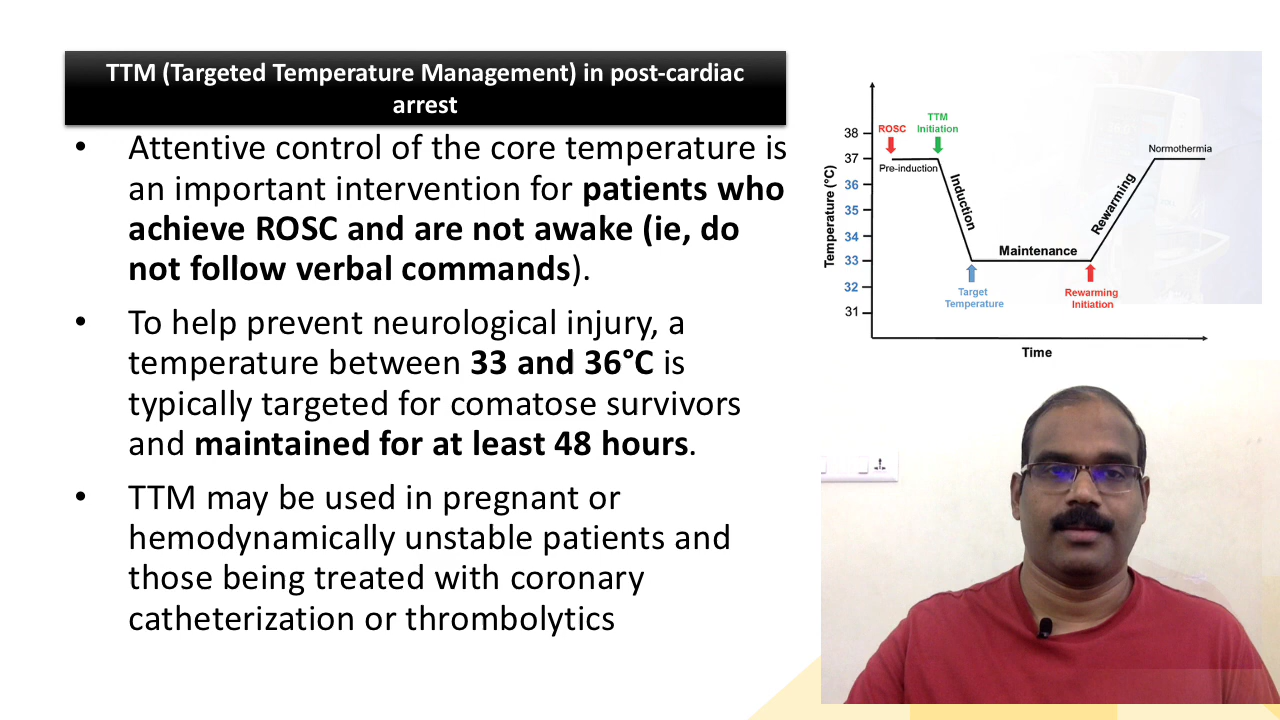 TTM (Targeted Temperature Management) in post-cardiac
arrest
• Attentive control of the core temperature is
an important intervention for patients who
achieve ROSC and are not awake (ie, do
not follow verbal commands).
• To help prevent neurological injury, a
temperature between 33 and 36°C is
typically targeted for comatose survivors
and maintained for at least 48 hours.
• TTM may be used in pregnant or
hemodynamically unstable patients and
those being treated with coronary
catheterization or thrombolytics
Temperature (°C)
38
37
36
35
34
33
32
31
ROSC
TTM
Initiation
Pre-induction
Induction
Maintenance
Rewarming
Normothermia
Target
Temperature
Rewarming
Initiation
Time